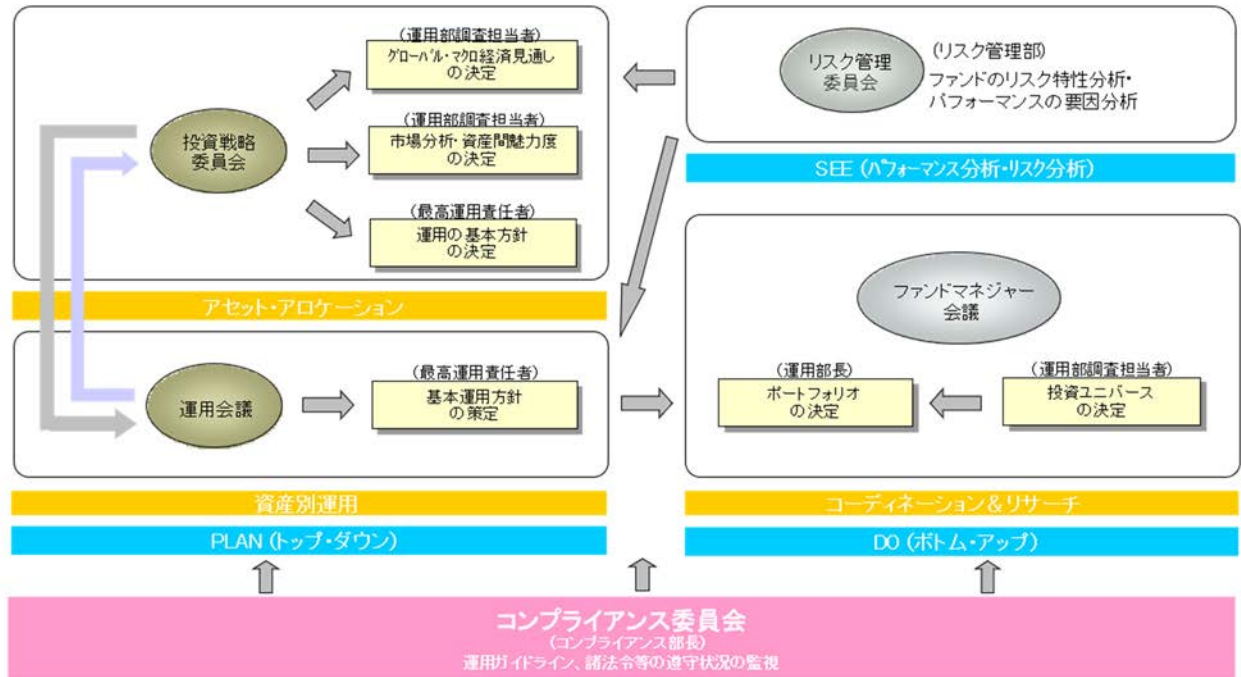 (運用部調査担当者)
グローバル・マクロ経済見通し
の決定
投資戦略
委員会
(運用部調査担当者)
市場分析・資産間魅力度
の決定
(最高運用責任者)
運用の基本方針
の決定
アセット・アロケーション
運用会議
(最高運用責任者)
基本運用方針
の策定
資産別運用
PLAN (トップ・ダウン)
リスク管理
委員会
(リスク管理部)
ファンドのリスク特性分析・
パフォーマンスの要因分析
SEE (パフォーマンス分析・リスク分析)
ファンドマネジャー
会議
(運用部長)
ポートフォリオ
の決定
(運用部調査担当者)
投資ユニバース
の決定
コーディネーション&リサーチ
DO (ボトム・アップ)
コンプライアンス委員会
(コンプライアンス部長)
運用ガイドライン、諸法令等の遵守状況の監視